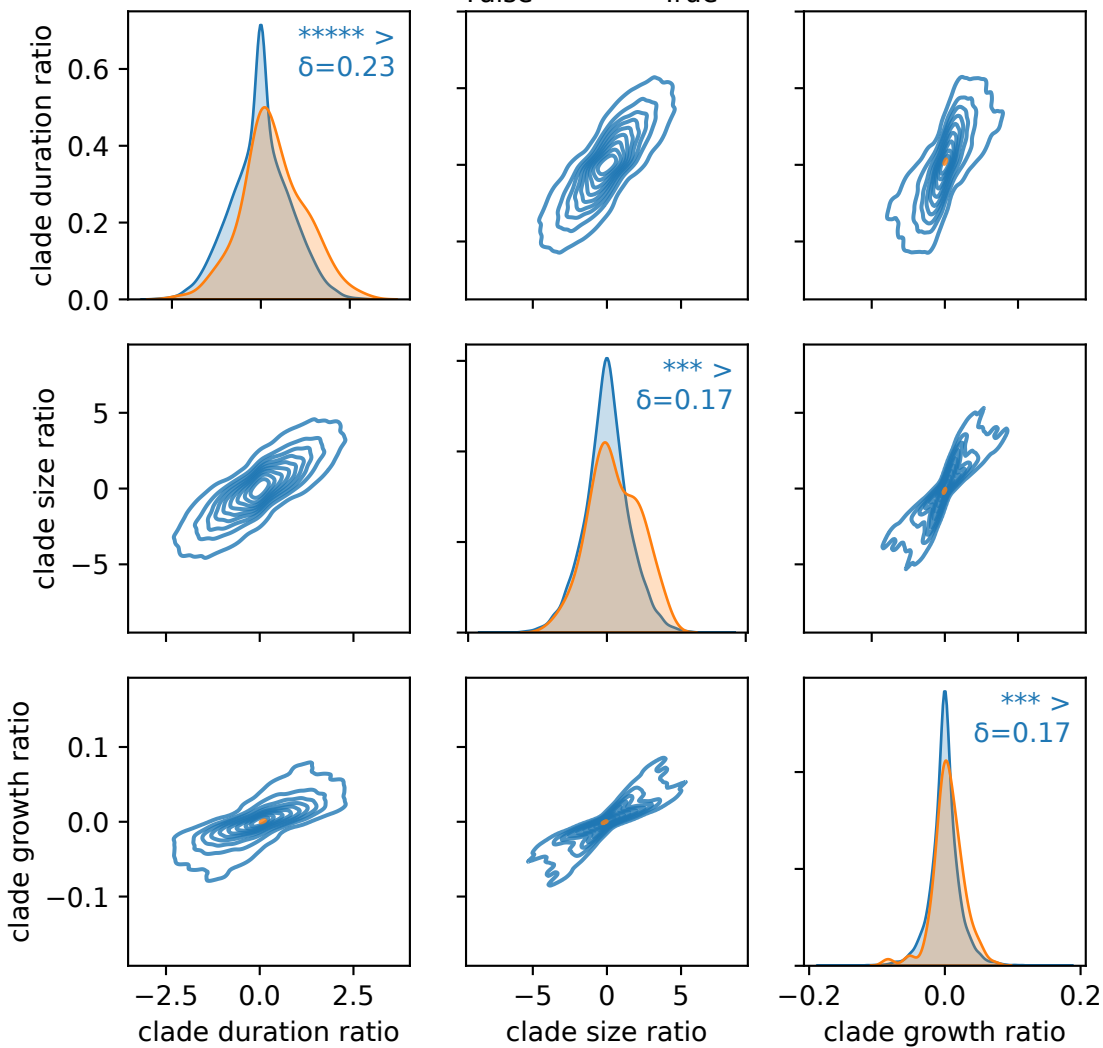 True
clade duration ratio
0.6
0.4
0.2
0.0
***** >
δ=0.23
clade size ratio
5
0
−5
*** >
δ=0.17
clade growth ratio
0.1
0.0
−0.1
*** >
δ=0.17
−2.5 0.0 2.5
−5 0 5
−0.2 0.0 0.2
clade duration ratio
clade size ratio
clade growth ratio